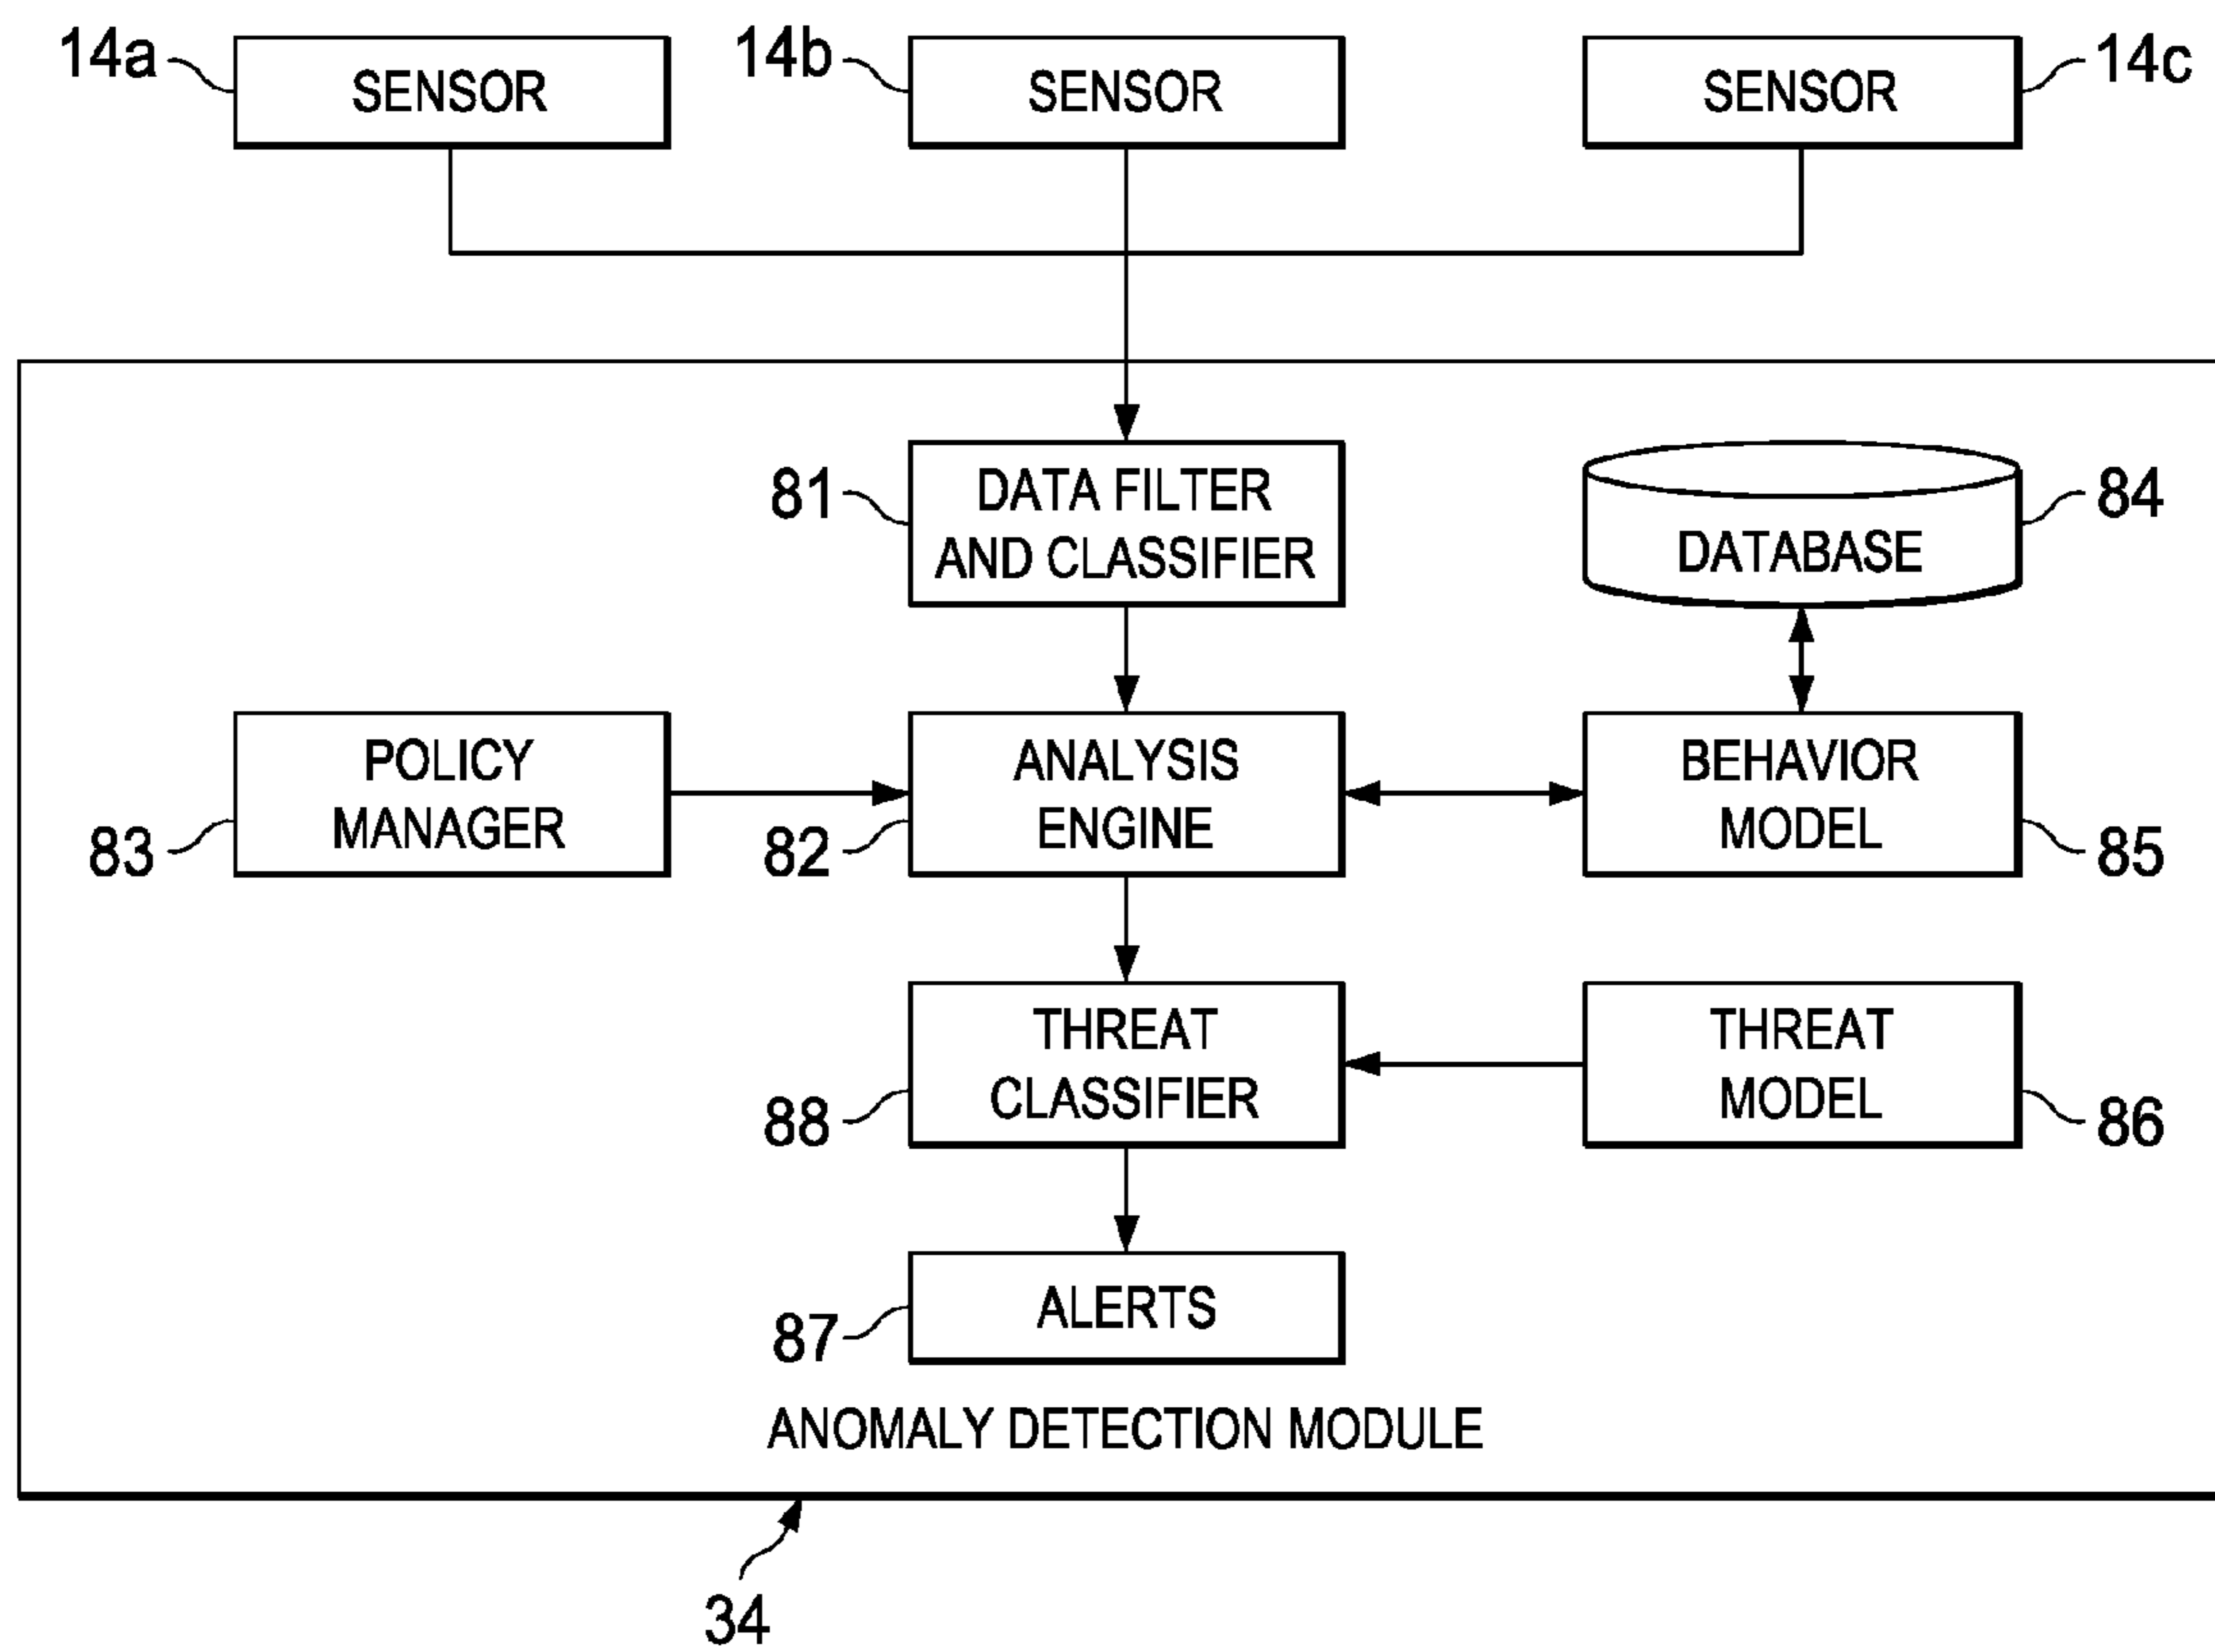 14a
SENSOR
14b
SENSOR
SENSOR
14c
81
DATA FILTER
AND CLASSIFIER
DATABASE
84
POLICY
MANAGER
83
ANALYSIS
ENGINE
82
BEHAVIOR
MODEL
85
THREAT
CLASSIFIER
88
THREAT
MODEL
86
ALERTS
87
ANOMALY DETECTION MODULE
34